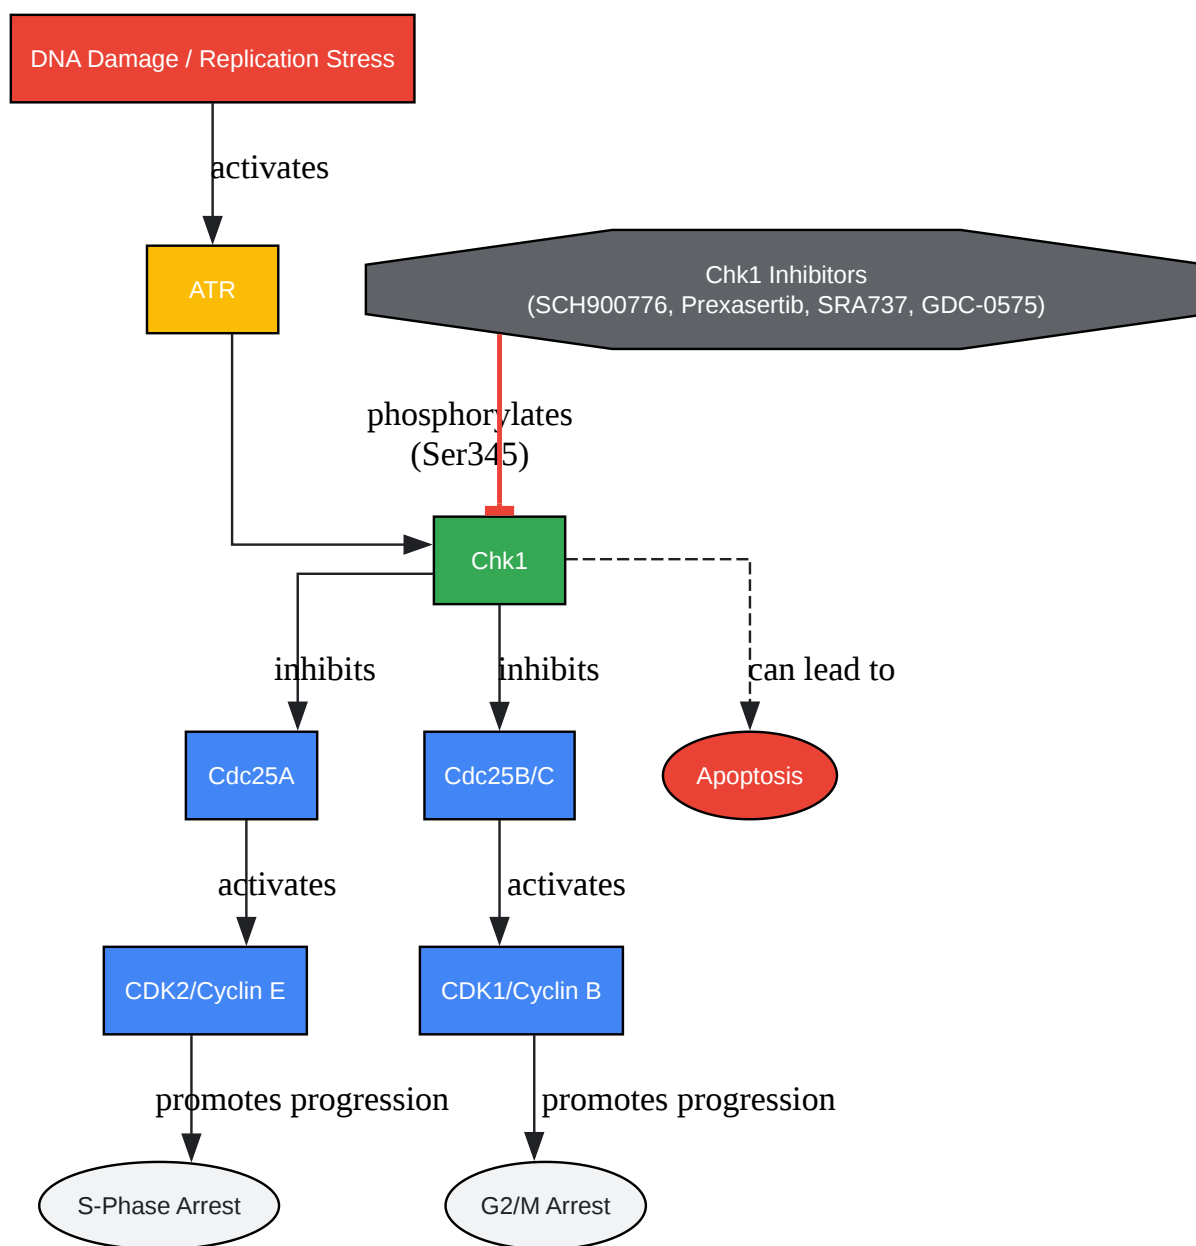 DNA Damage / Replication Stress
activates
ATR
Chk1 Inhibitors
(SCH900776, Prexasertib, SRA737, GDC-0575)
phosphorylates
(Ser345)
Chk1
inhibits
inhibits
can lead to
Cdc25A
Cdc25B/C
Apoptosis
activates
activates
CDK2/Cyclin E
CDK1/Cyclin B
promotes progression
promotes progression
S-Phase Arrest
G2/M Arrest